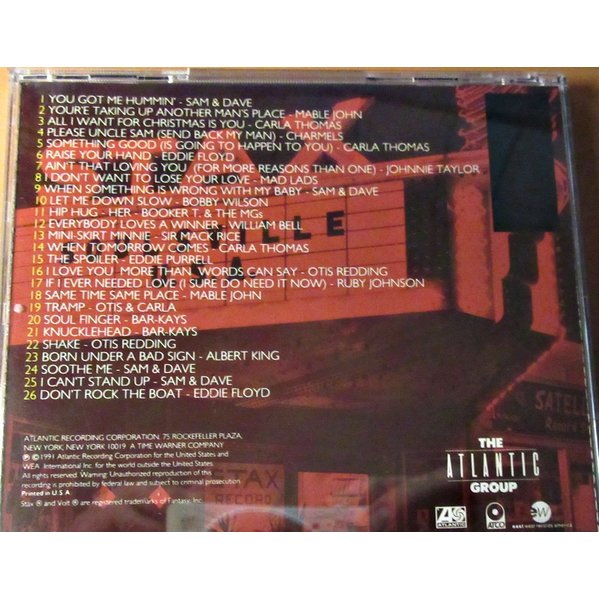 1 YOU GOT ME HUMMIN' - SAM & DAVE
2 YOU'RE TAKING UP ANOTHER MAN'S PLACE - MABLE JOHN
3 ALL I WANT FOR CHRISTMAS IS YOU - CARLA THOMAS
4 PLEASE UNCLE SAM (SEND BACK MY MAN) - CHARMELS
5 SOMETHING GOOD (IS GOING TO HAPPEN TO YOU) - CARLA THOMAS
6 RAISE YOUR HAND - EDDIE FLOYD
7 AIN'T THAT LOVING YOU (FOR MORE REASONS THAN ONE) - JOHNNIE TAYLOR
8 I DON'T WANT LOSE YOUR LOVE - MAD LADS
9 WHEN SOMETHING IS WRONG WITH MY BABY - SAM & DAVE
10 LET ME DOWN SLOW - BOBBY WILSON
11 HIP HUG - HER - BOOKER T. & THE MGs
12 EVERYBODY LOVES A WINNER - WILLIAM BELL
13 MINI-SKIRT MINNIE - SIR MACK RICE
14 WHEN TOMORROW COMES - CARLA THOMAS
15 THE SPOILER - EDDIE PURRELL
16 I LOVE YOU MORE THAN WORDS CAN SAY - OTIS REDDING
17 IF I EVER NEEDED LOVE (I SURE DO NEED IT NOW) - RUBY JOHNSON
18 SAME TIME SAME PLACE - MABLE JOHN
19 TRAMP - OTIS & CARLA
20 SOUL FINGER - BAR-KAYS
21 KNUCKLEHEAD - BAR-KAYS
22 SHAKE - OTIS REDDING
23 BORN UNDER A BAD SIGN - ALBERT KING
24 SOOTHE ME - SAM & DAVE
25 I CAN'T STAND UP - SAM & DAVE
26 DON'T ROCK THE BOAT - EDDIE FLOYD
SATELL
Record S
ATLANTIC RECORDING CORPORATION, 75 ROCKEFELLER PLAZA,
NEW YORK, NEW YORK 10019 A TIME WARNER COMPANY
℗ © 1991 Atlantic Recording Corporation for the United States and
WEA International Inc. for the world outside the United States.
All rights reserved. Warning: Unauthorized reproduction of this
recording is prohibited by federal law and subject to criminal prosecution.
Printed in U.S.A
Stax ® and Volt ® are registered trademarks of Fantasy, Inc.
STAX
RECORD
THE
ATLANTIC
GROUP
ATLANTIC
ATCO
ew
east west records america